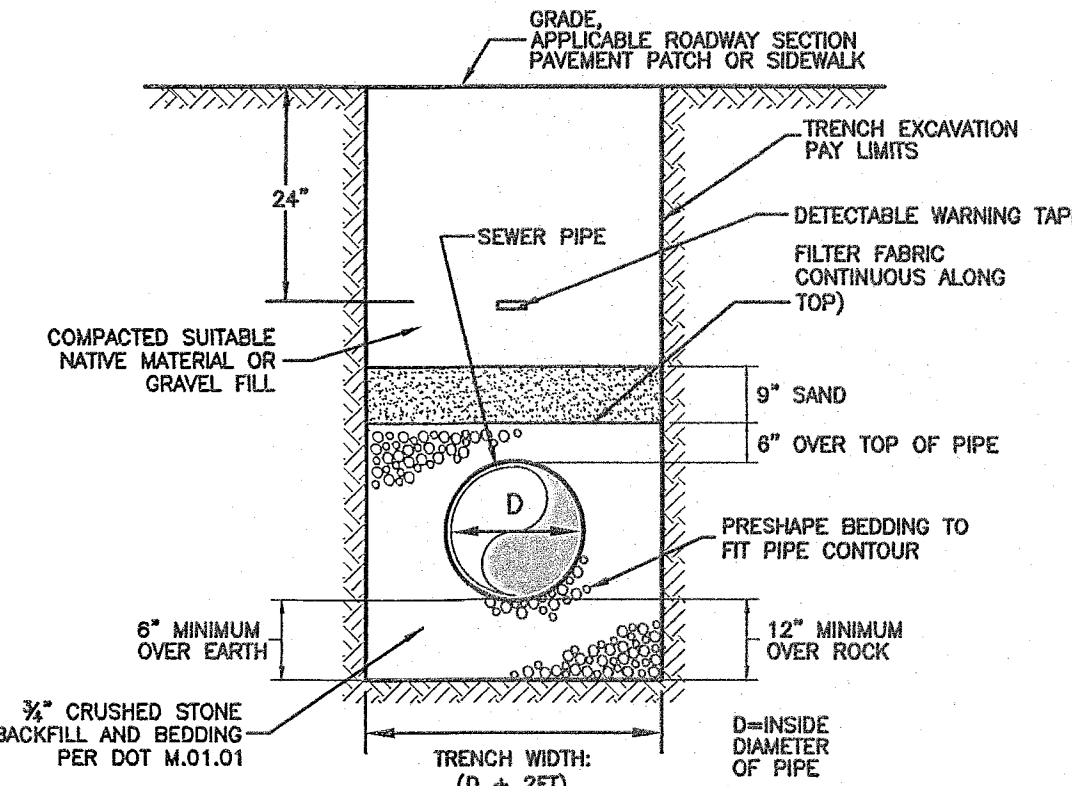 GRADE,
APPLICABLE ROADWAY SECTION
PAVEMENT PATCH OR SIDEWALK
TRENCH EXCAVATION
PAY LIMITS
24"
DETECTABLE WARNING TAP
SEWER PIPE
FILTER FABRIC
CONTINUOUS ALONG
TOP)
COMPACTED SUITABLE
NATIVE MATERIAL OR
GRAVEL FILL
9" SAND
6" OVER TOP OF PIPE
D
PRESHAPE BEDDING TO
FIT PIPE CONTOUR
6" MINIMUM
OVER EARTH
12" MINIMUM
OVER ROCK
¾" CRUSHED STONE
BACKFILL AND BEDDING
PER DOT M.01.01
D=INSIDE
DIAMETER
OF PIPE
TRENCH WIDTH:
(D + 2FT)